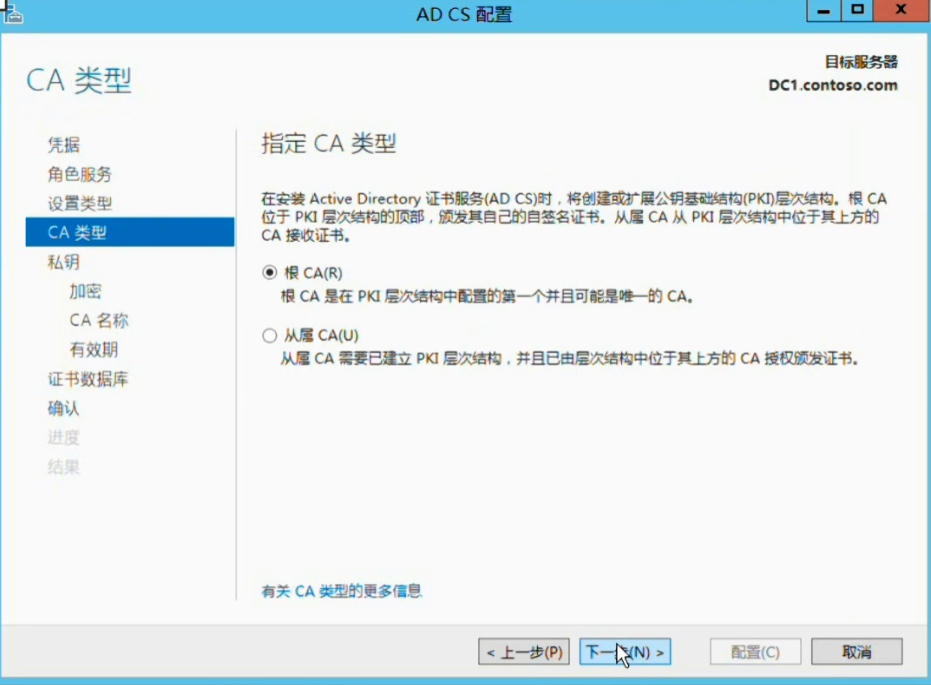 AD CS 配置
CA 类型
目标服务器
DC1.contoso.com
凭据
角色服务
设置类型
CA 类型
私钥
加密
CA 名称
有效期
证书数据库
确认
进度
结果
指定 CA 类型
在安装 Active Directory 证书服务(AD CS)时，将创建或扩展公钥基础结构(PKI)层次结构。根 CA
位于 PKI 层次结构的顶部，颁发其自己的自签名证书。从属 CA 从 PKI 层次结构中位于其上方的
CA 接收证书。
根 CA(R)
根 CA 是在 PKI 层次结构中配置的第一个并且可能是唯一的 CA。
从属 CA(U)
从属 CA 需要已建立 PKI 层次结构，并且已由层次结构中位于其上方的 CA 授权颁发证书。
有关 CA 类型的更多信息
< 上一步(P)
下一步(N) >
配置(C)
取消